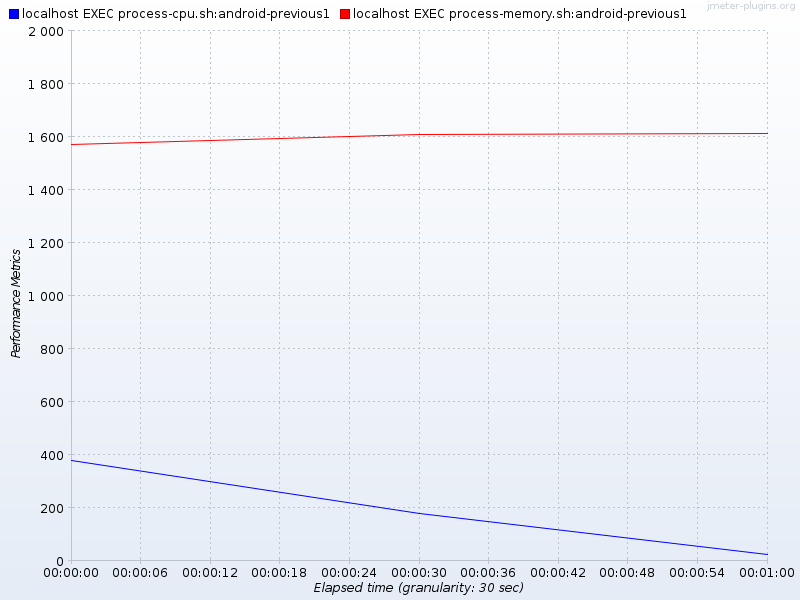 localhost EXEC process-cpu.sh:android-previous1 localhost EXEC process-memory.sh:android-previous1
jmeter-plugins.org
2 000
1 800
1 600
1 400
1 200
1 000
800
600
400
200
0
Performance Metrics
00:00:00 00:00:06 00:00:12 00:00:18 00:00:24 00:00:30 00:00:36 00:00:42 00:00:48 00:00:54 00:01:00
Elapsed time (granularity: 30 sec)